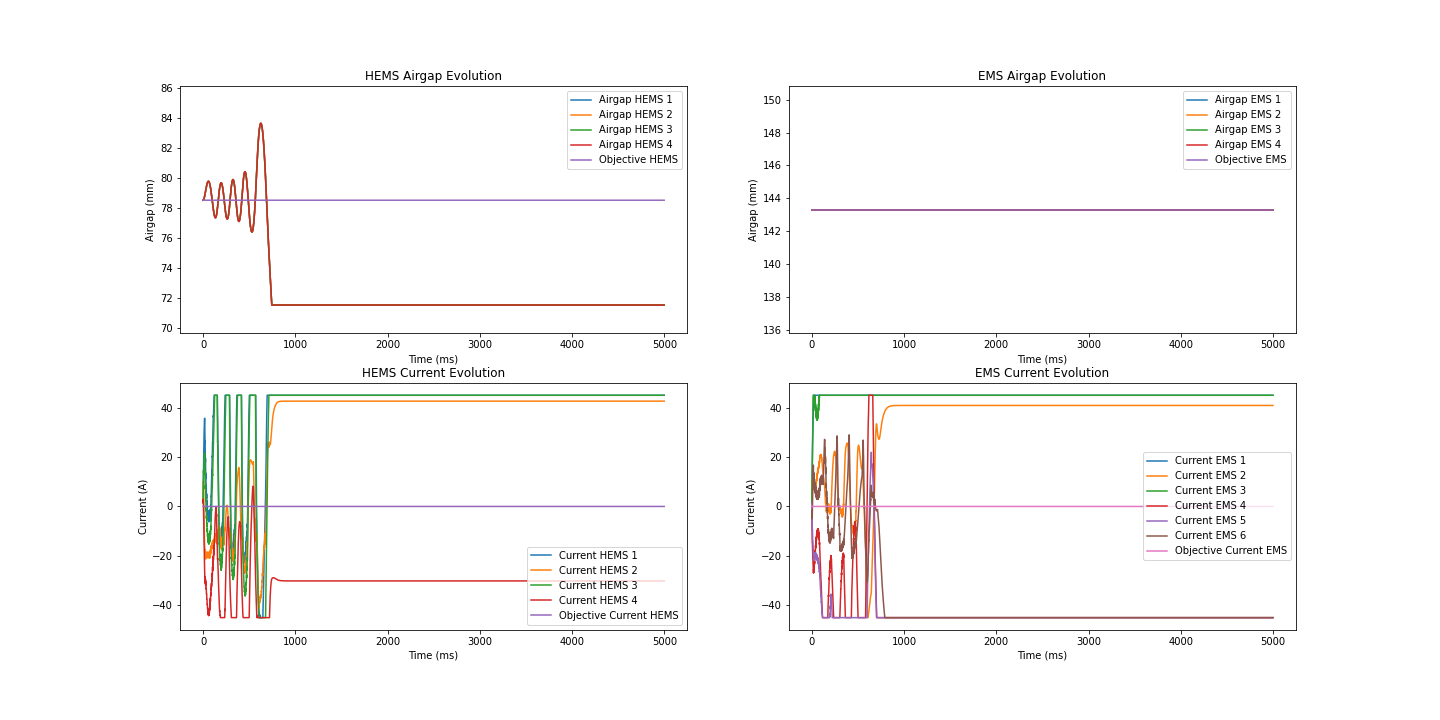 HEMS Airgap Evolution
Airgap (mm)
86
84
82
80
78
76
74
72
70
Airgap HEMS 1
Airgap HEMS 2
Airgap HEMS 3
Airgap HEMS 4
Objective HEMS
0 1000 2000 3000 4000 5000
Time (ms)
EMS Airgap Evolution
Airgap (mm)
150
148
146
144
142
140
138
136
Airgap EMS 1
Airgap EMS 2
Airgap EMS 3
Airgap EMS 4
Objective EMS
0 1000 2000 3000 4000 5000
Time (ms)
HEMS Current Evolution
Current (A)
40
20
0
−20
−40
Current HEMS 1
Current HEMS 2
Current HEMS 3
Current HEMS 4
Objective Current HEMS
0 1000 2000 3000 4000 5000
Time (ms)
EMS Current Evolution
Current (A)
40
20
0
−20
−40
Current EMS 1
Current EMS 2
Current EMS 3
Current EMS 4
Current EMS 5
Current EMS 6
Objective Current EMS
0 1000 2000 3000 4000 5000
Time (ms)